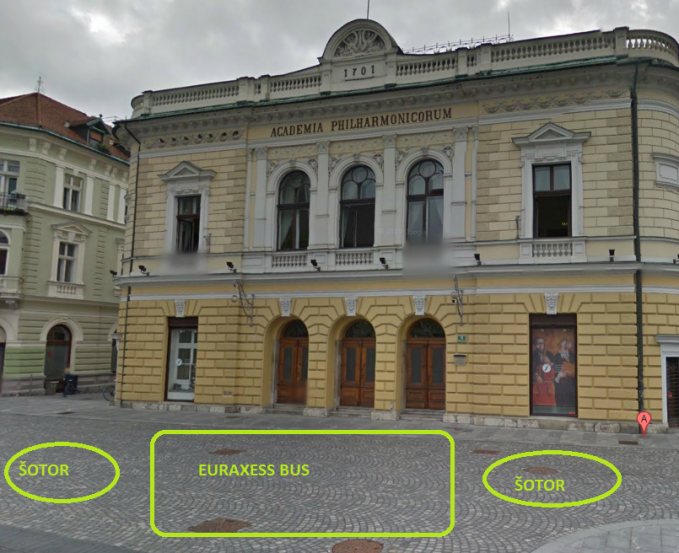 1701
ACADEMIA PHILHARMONICORUM
A
ŠOTOR
EURAXESS BUS
ŠOTOR